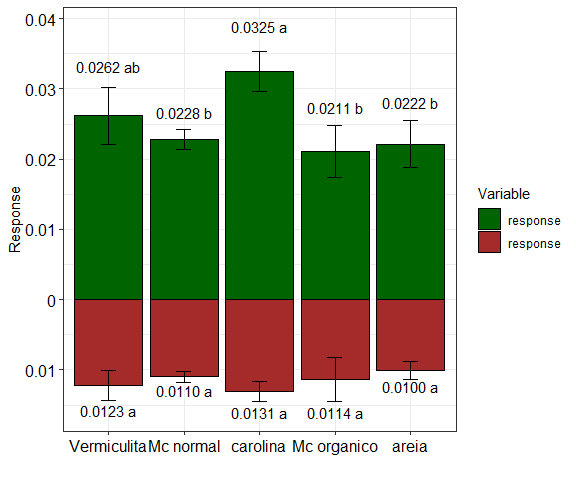 0.04
0.03
0.02
0.01
0
0.01
Response
0.0262 ab
0.0228 b
0.0325 a
0.0211 b
0.0222 b
0.0123 a
0.0110 a
0.0131 a
0.0114 a
0.0100 a
Vermiculita
Mc normal
carolina
Mc organico
areia
Variable
response
response